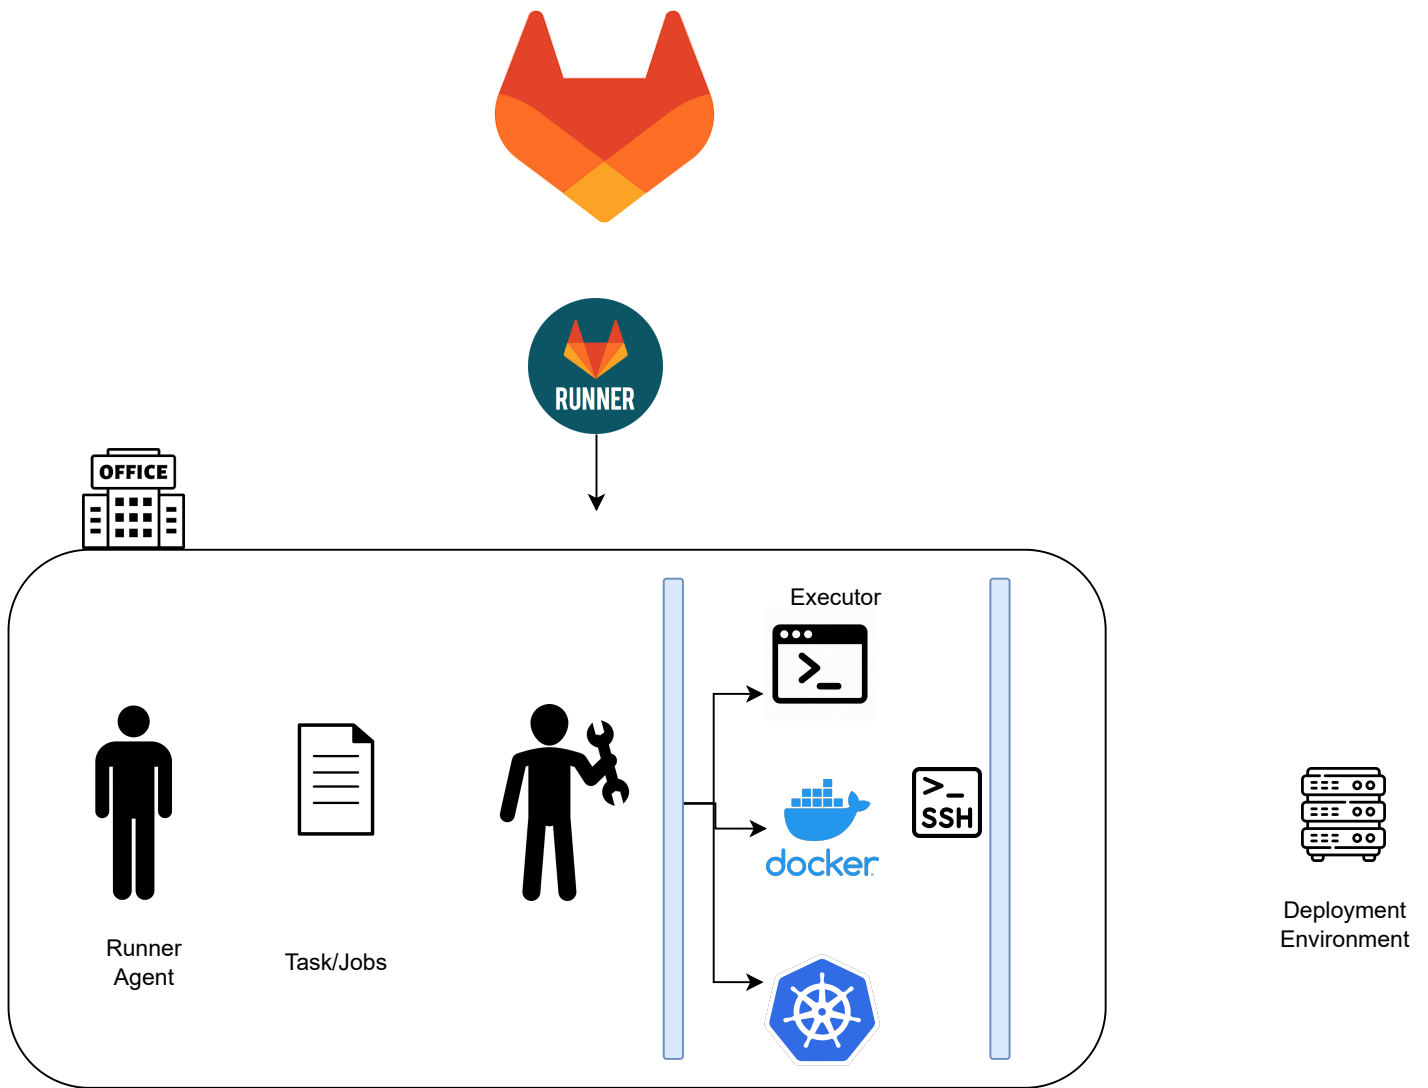 RUNNER
OFFICE
Executor
>_
>_
SSH
docker
Runner
Agent
Task/Jobs
Deployment
Environment